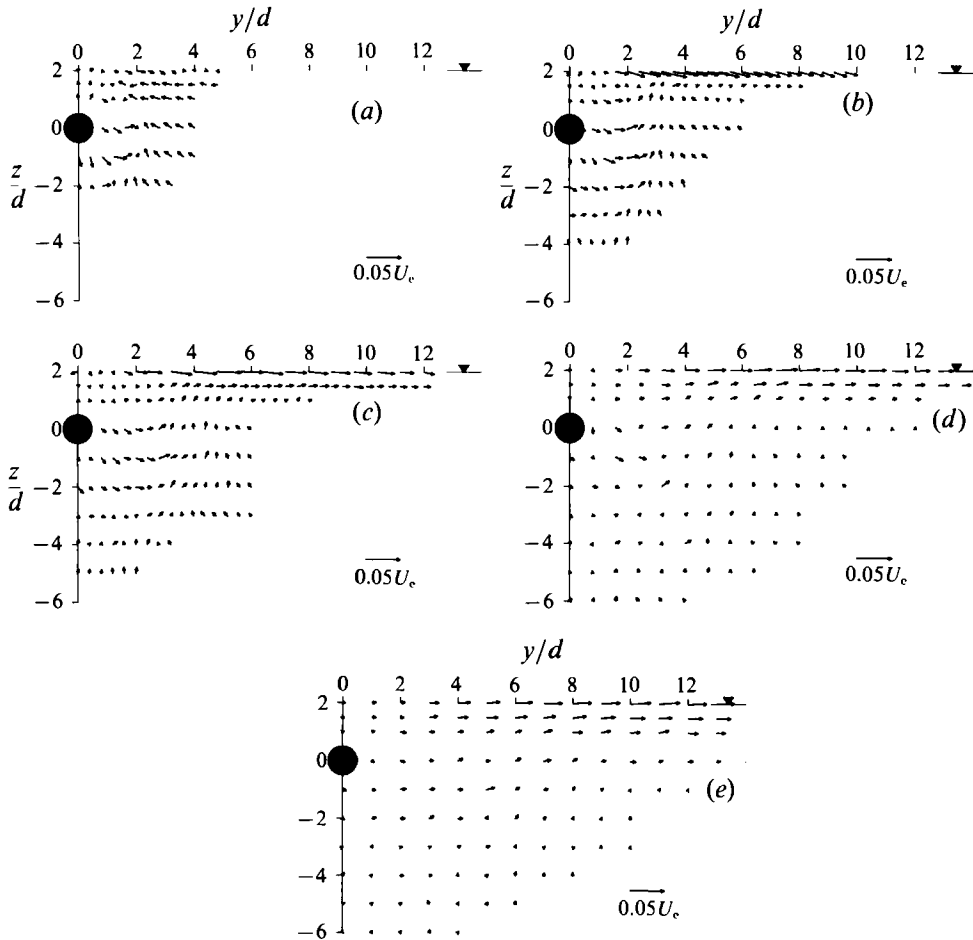 y/d y/d
0 2 4 6 8 10 12 0 2 4 6 8 10 12
2 2
(a) (b)
0 0
z/d −2 z/d −2
−4 −4
0.05U_e 0.05U_e
−6 −6
0 2 4 6 8 10 12 0 2 4 6 8 10 12
2 2
(c) (d)
0 0
z/d −2 −2
−4 −4
0.05U_e 0.05U_e
−6 −6
y/d
0 2 4 6 8 10 12
2
0
(e)
−2
−4
0.05U_e
−6